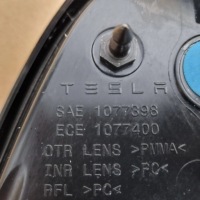 TESLA
SAE 1077398
ECE 1077400
OTR LENS >PMMA<
INR LENS >PC<
RFL >PC<